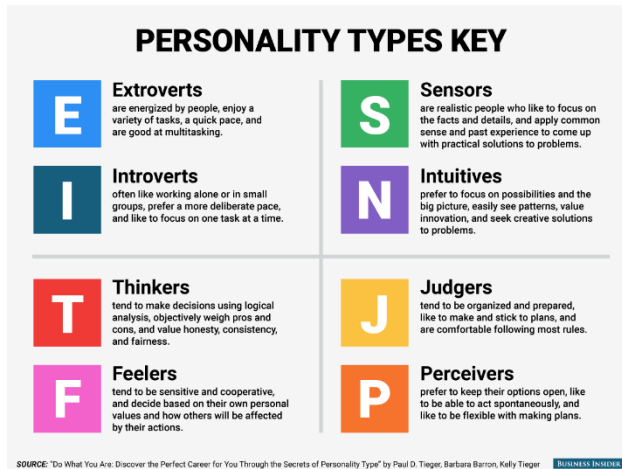 PERSONALITY TYPES KEY
E
Extroverts
are energized by people, enjoy a
variety of tasks, a quick pace, and
are good at multitasking.
S
Sensors
are realistic people who like to focus on
the facts and details, and apply common
sense and past experience to come up
with practical solutions to problems.
I
Introverts
often like working alone or in small
groups, prefer a more deliberate pace,
and like to focus on one task at a time.
N
Intuitives
prefer to focus on possibilities and the
big picture, easily see patterns, value
innovation, and seek creative solutions
to problems.
T
Thinkers
tend to make decisions using logical
analysis, objectively weigh pros and
cons, and value honesty, consistency,
and fairness.
J
Judgers
tend to be organized and prepared,
like to make and stick to plans, and
are comfortable following most rules.
F
Feelers
tend to be sensitive and cooperative,
and decide based on their own personal
values and how others will be affected
by their actions.
P
Perceivers
prefer to keep their options open, like
to be able to act spontaneously, and
like to be flexible with making plans.
SOURCE: "Do What You Are: Discover the Perfect Career for You Through the Secrets of Personality Type" by Paul D. Tieger, Barbara Barron, Kelly Tieger
BUSINESS INSIDER